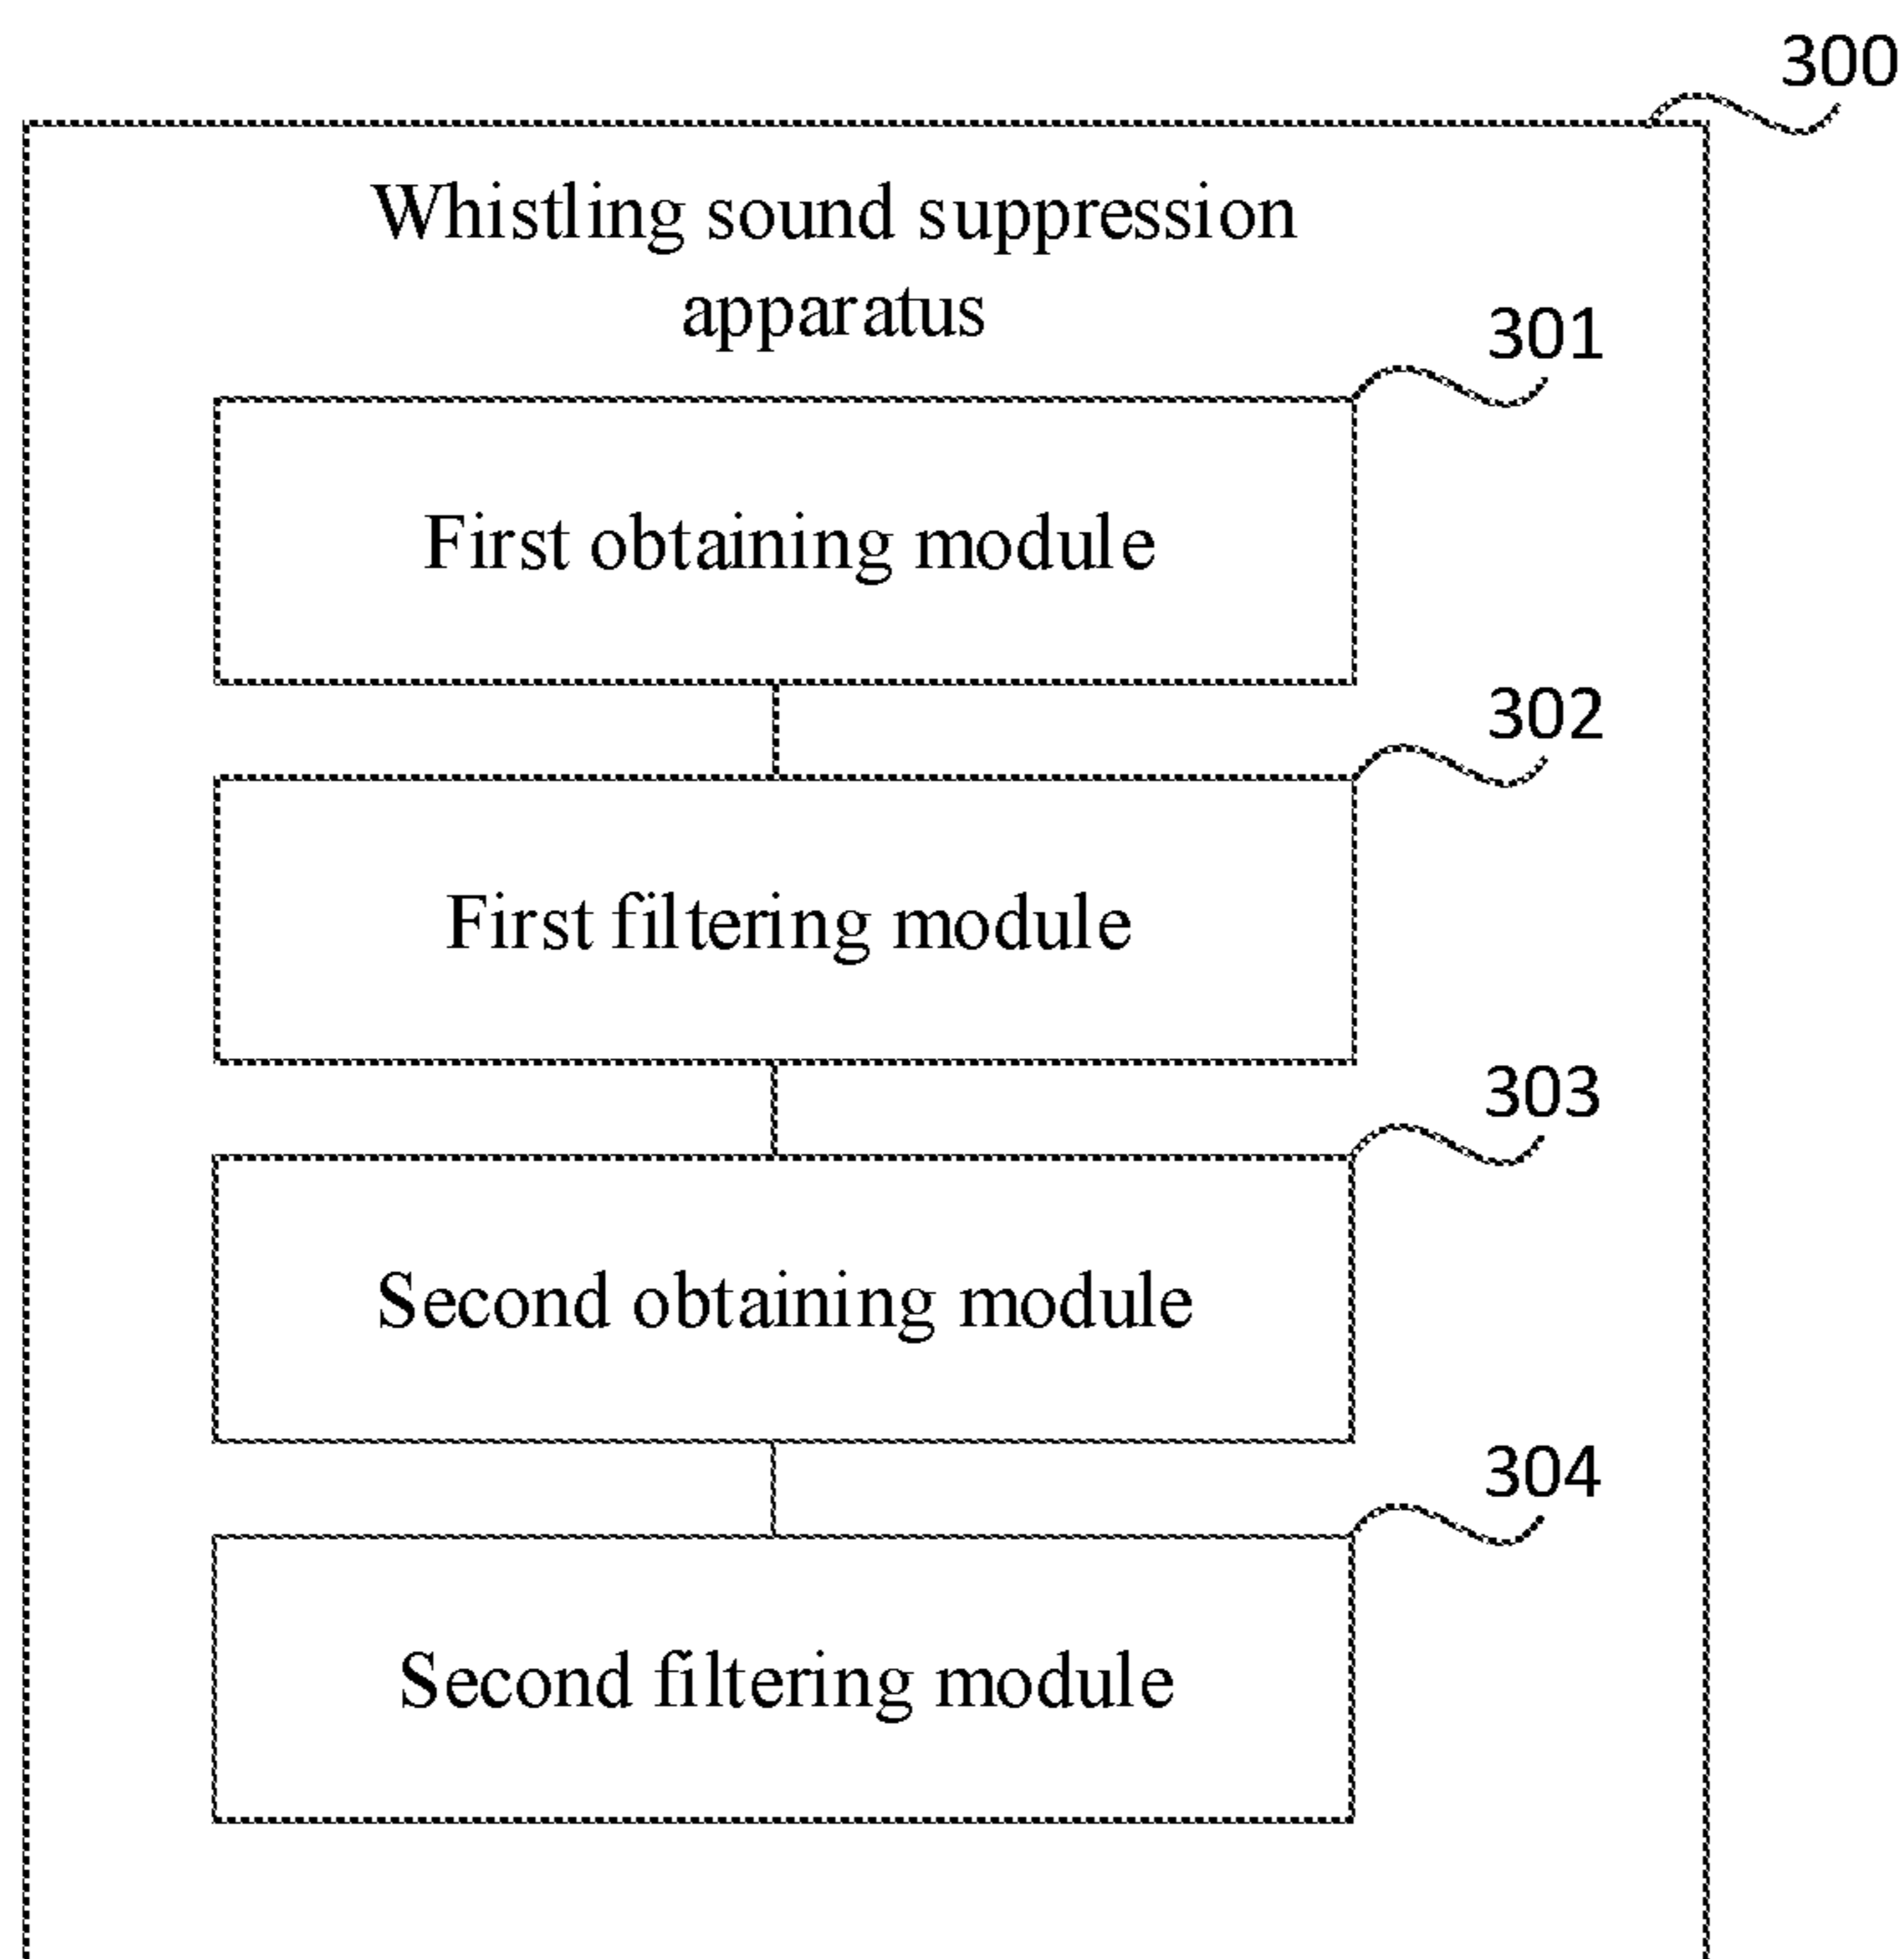 300
Whistling sound suppression
apparatus
301
First obtaining module
302
First filtering module
303
Second obtaining module
304
Second filtering module